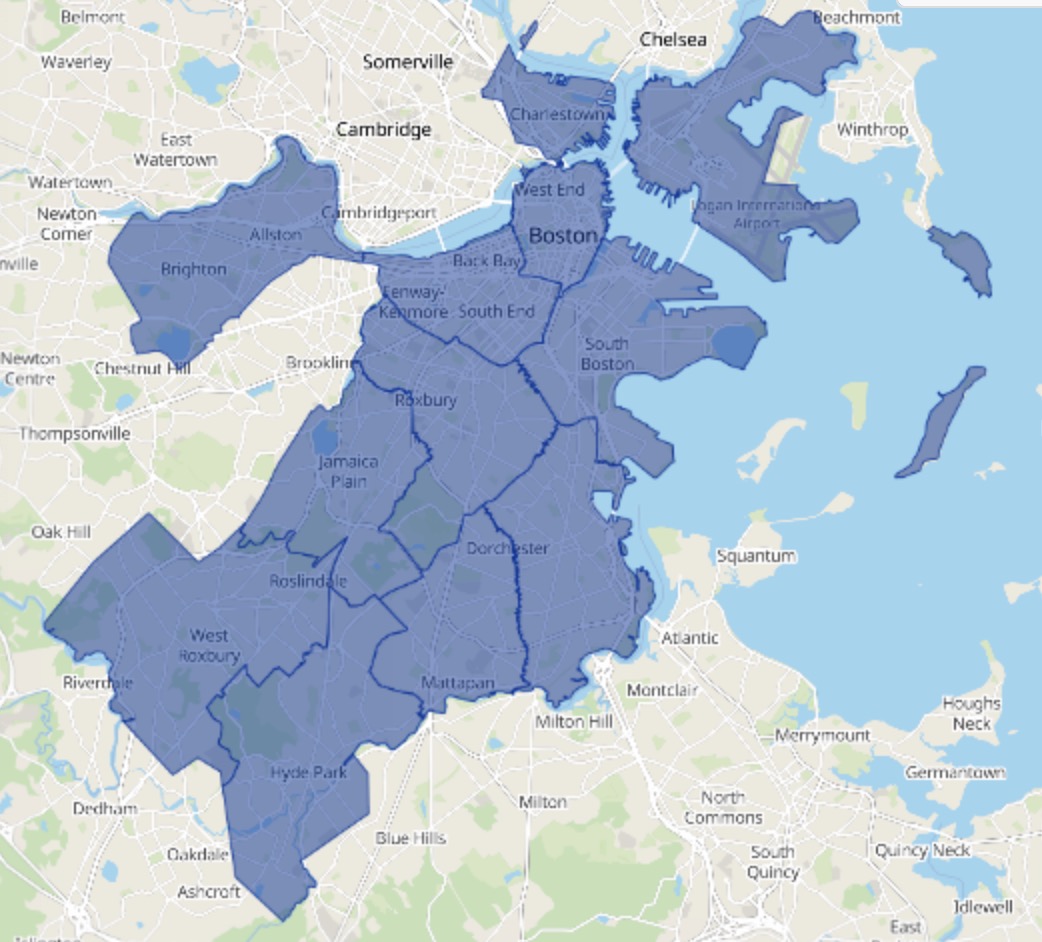 Belmont
Beachmont
Chelsea
Somerville
Waverley
Charlestown
Cambridge
Winthrop
East
Watertown
Watertown
West End
Cambridgeport
Newton
Corner
Logan International
Airport
Allston
Boston
Back Bay
nville
Brighton
Fenway-
Kenmore
South End
South
Boston
Newton
Centre
Chestnut Hill
Brooklin
Roxbury
Thompsonville
Jamaica
Plain
Oak Hill
Dorchester
Squantum
Roslindale
West
Roxbury
Atlantic
Riverdale
Mattapan
Montclair
Houghs
Neck
Milton Hill
Merrymount
Hyde Park
Germantown
Dedham
Milton
North
Commons
Blue Hills
Oakdale
South
Quincy
Quincy Neck
Ashcroft
Idlewell
East